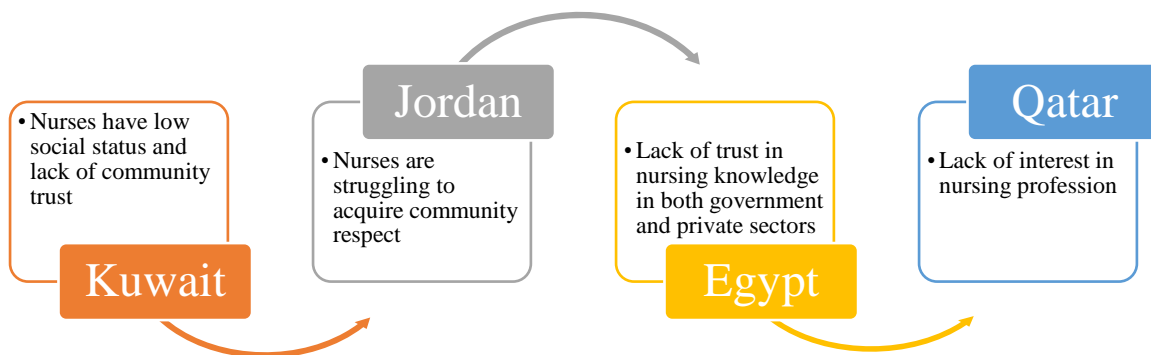 • Nurses have low
social status and
lack of community
trust
Kuwait
Jordan
• Nurses are
struggling to
acquire community
respect
• Lack of trust in
nursing knowledge
in both government
and private sectors
Egypt
Qatar
• Lack of interest in
nursing profession